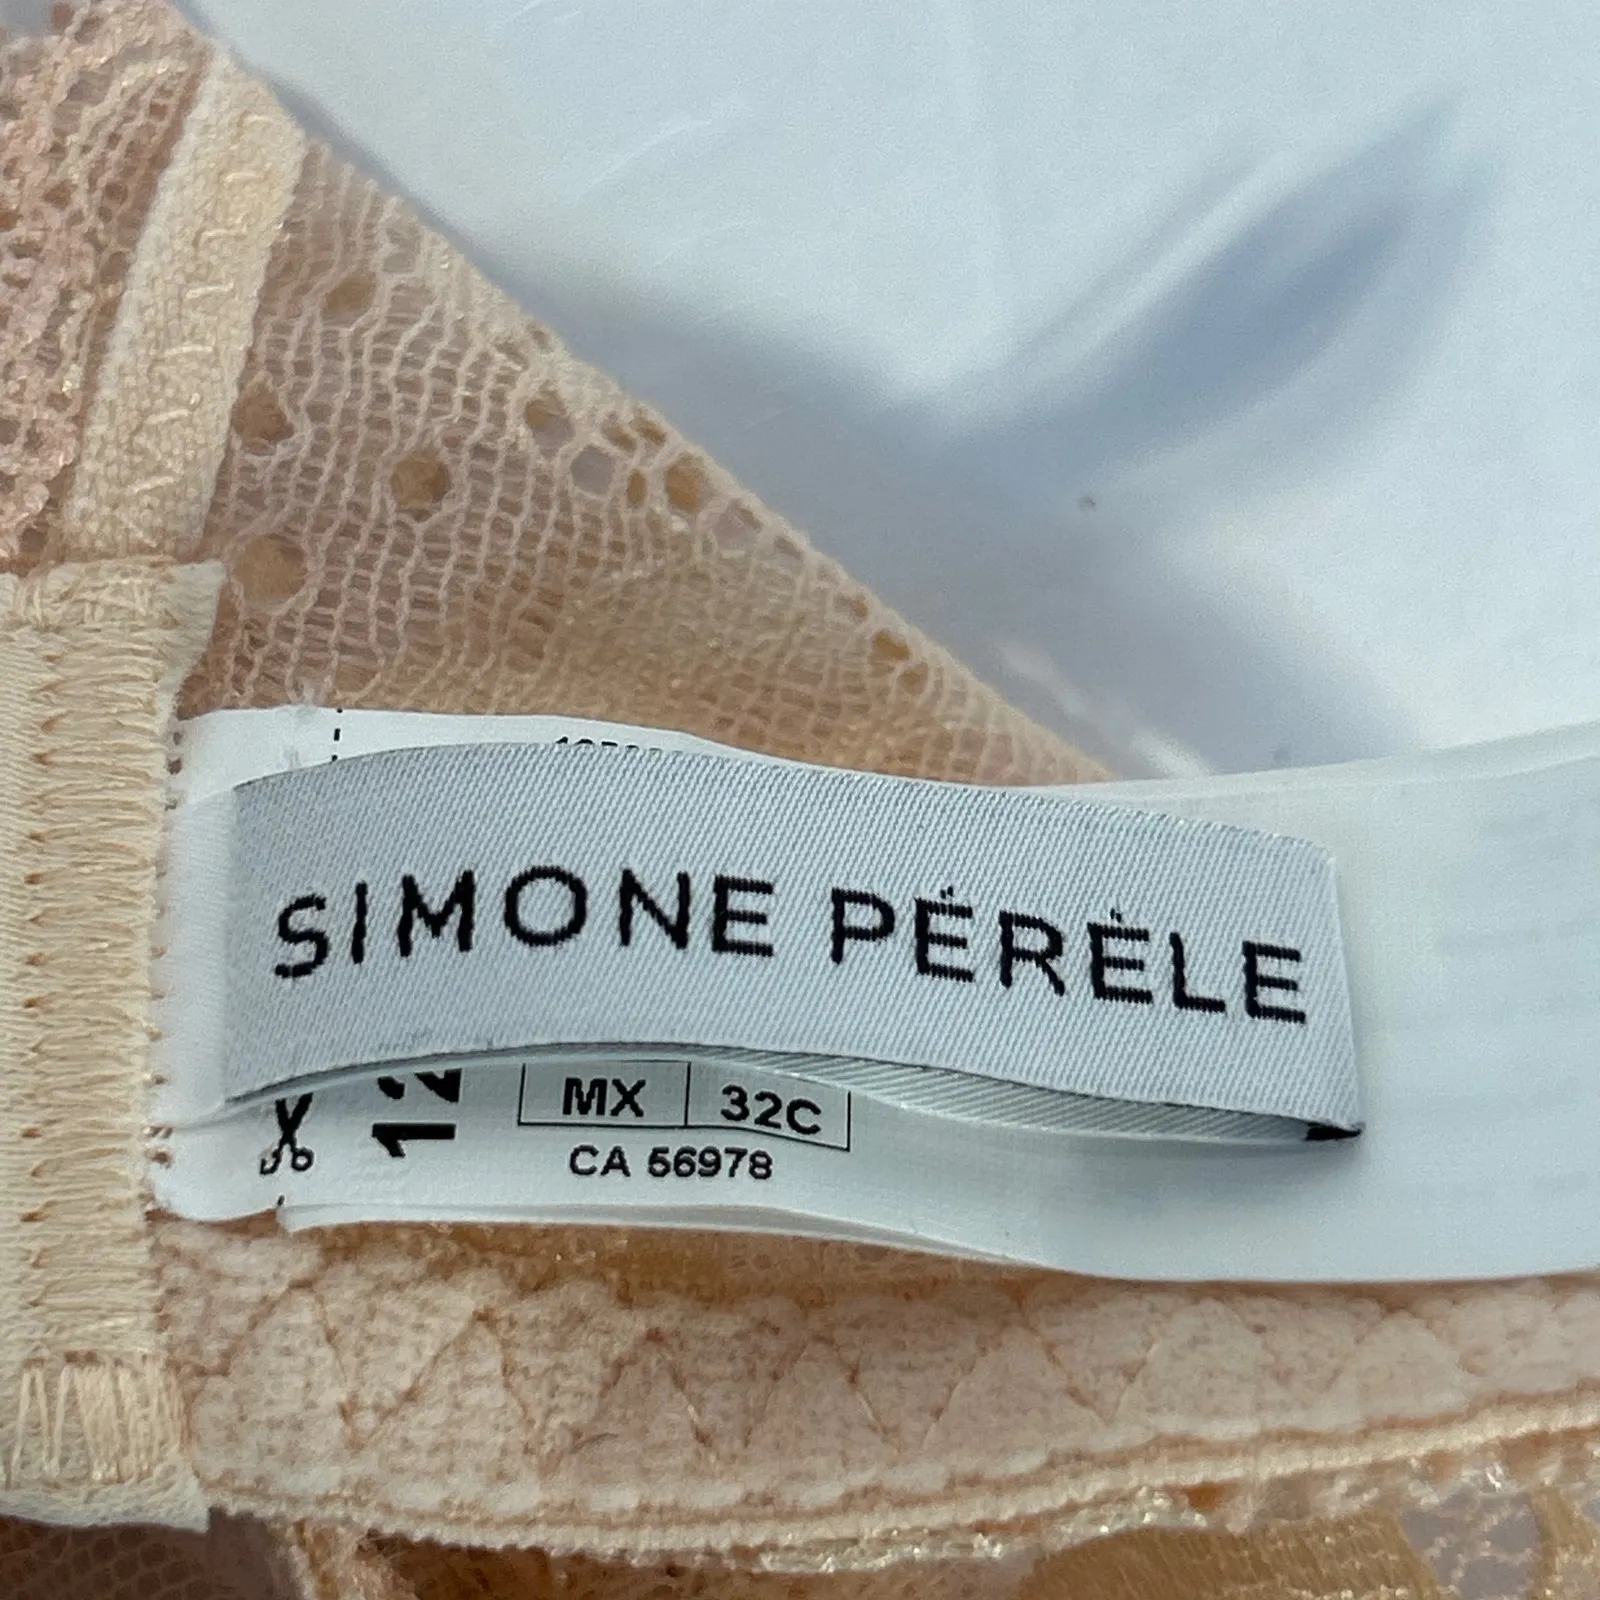 SIMONE PÉRÈLE
MX 32C
CA 56978